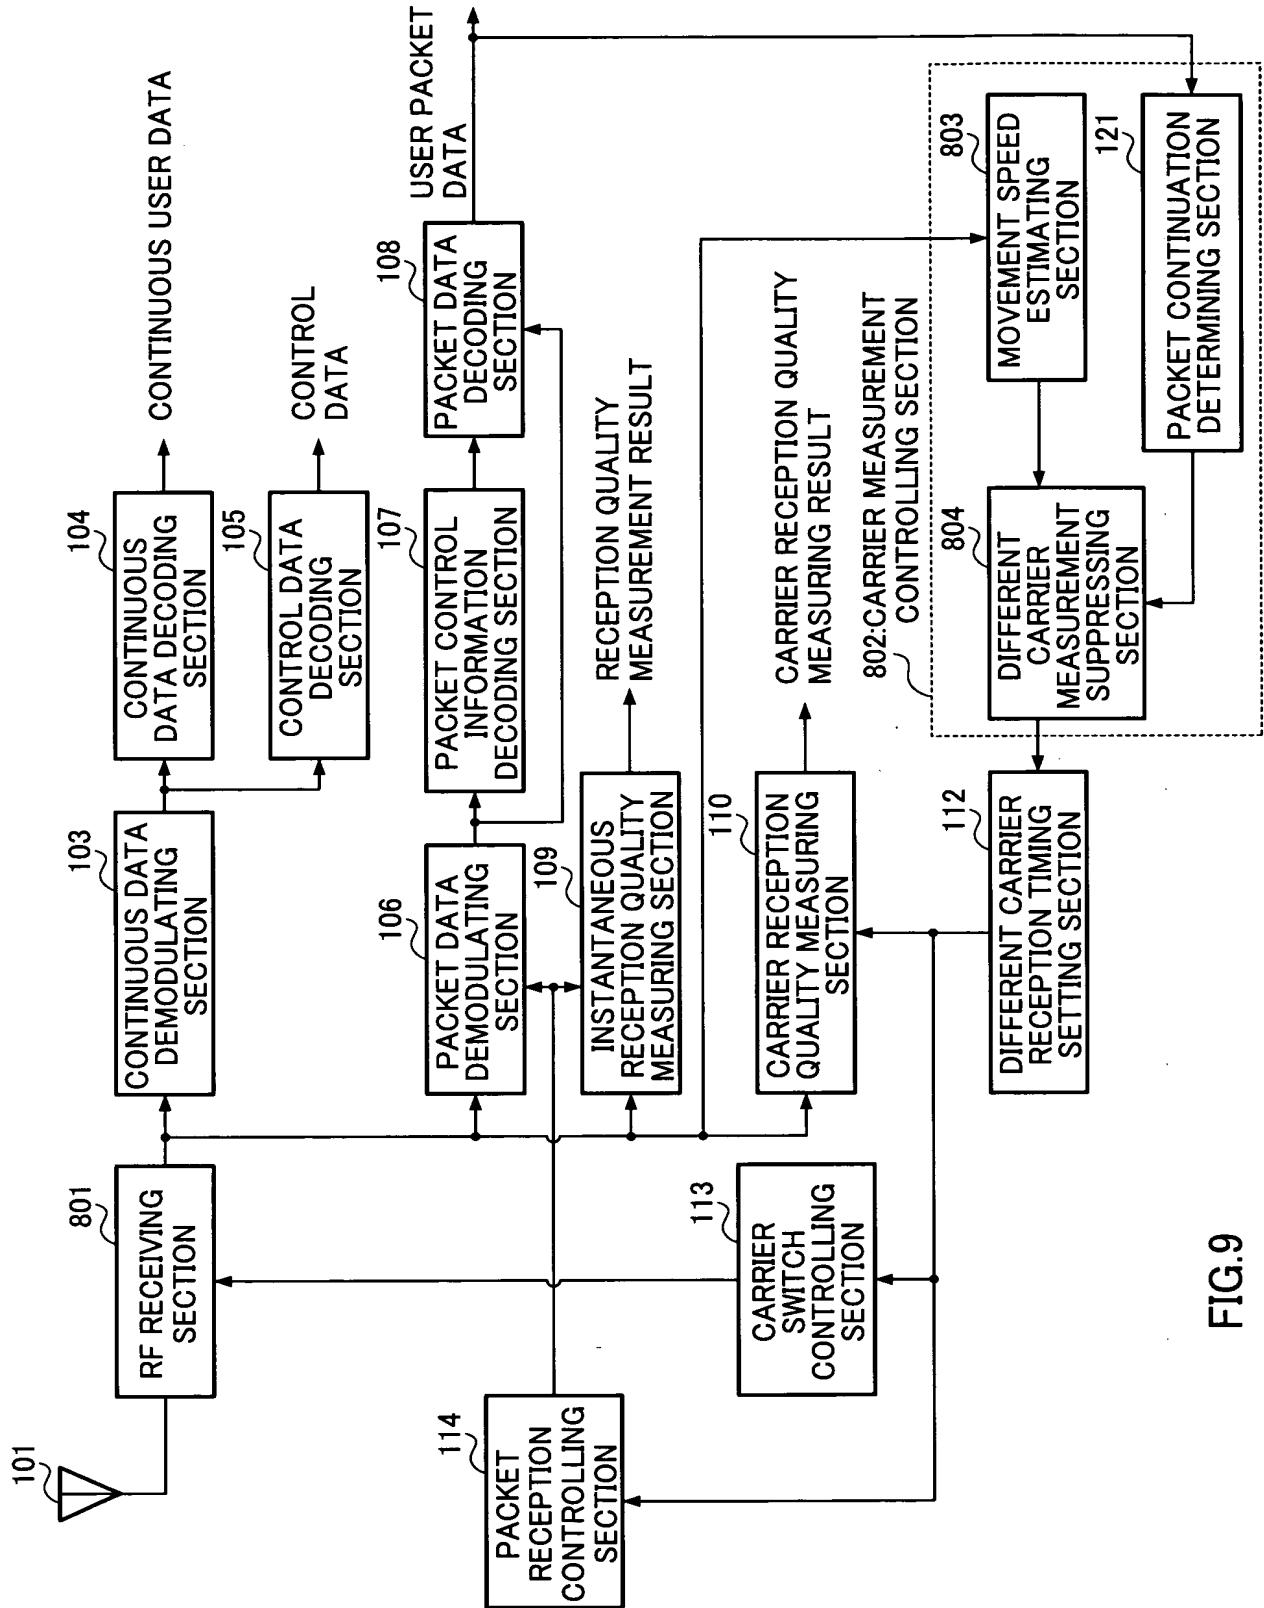 101
801
RF RECEIVING
SECTION
103
CONTINUOUS DATA
DEMODULATING
SECTION
104
CONTINUOUS
DATA DECODING
SECTION
CONTINUOUS USER DATA
105
CONTROL DATA
DECODING
SECTION
CONTROL
DATA
106
PACKET DATA
DEMODULATING
SECTION
107
PACKET CONTROL
INFORMATION
DECODING SECTION
108
PACKET DATA
DECODING
SECTION
USER PACKET
DATA
109
INSTANTANEOUS
RECEPTION QUALITY
MEASURING SECTION
RECEPTION QUALITY
MEASUREMENT RESULT
114
PACKET
RECEPTION
CONTROLLING
SECTION
113
CARRIER
SWITCH
CONTROLLING
SECTION
110
CARRIER RECEPTION
QUALITY MEASURING
SECTION
CARRIER RECEPTION QUALITY
MEASURING RESULT
802:CARRIER MEASUREMENT
CONTROLLING SECTION
112
DIFFERENT CARRIER
RECEPTION TIMING
SETTING SECTION
804
DIFFERENT
CARRIER
MEASUREMENT
SUPPRESSING
SECTION
803
MOVEMENT SPEED
ESTIMATING
SECTION
121
PACKET CONTINUATION
DETERMINING SECTION
FIG.9